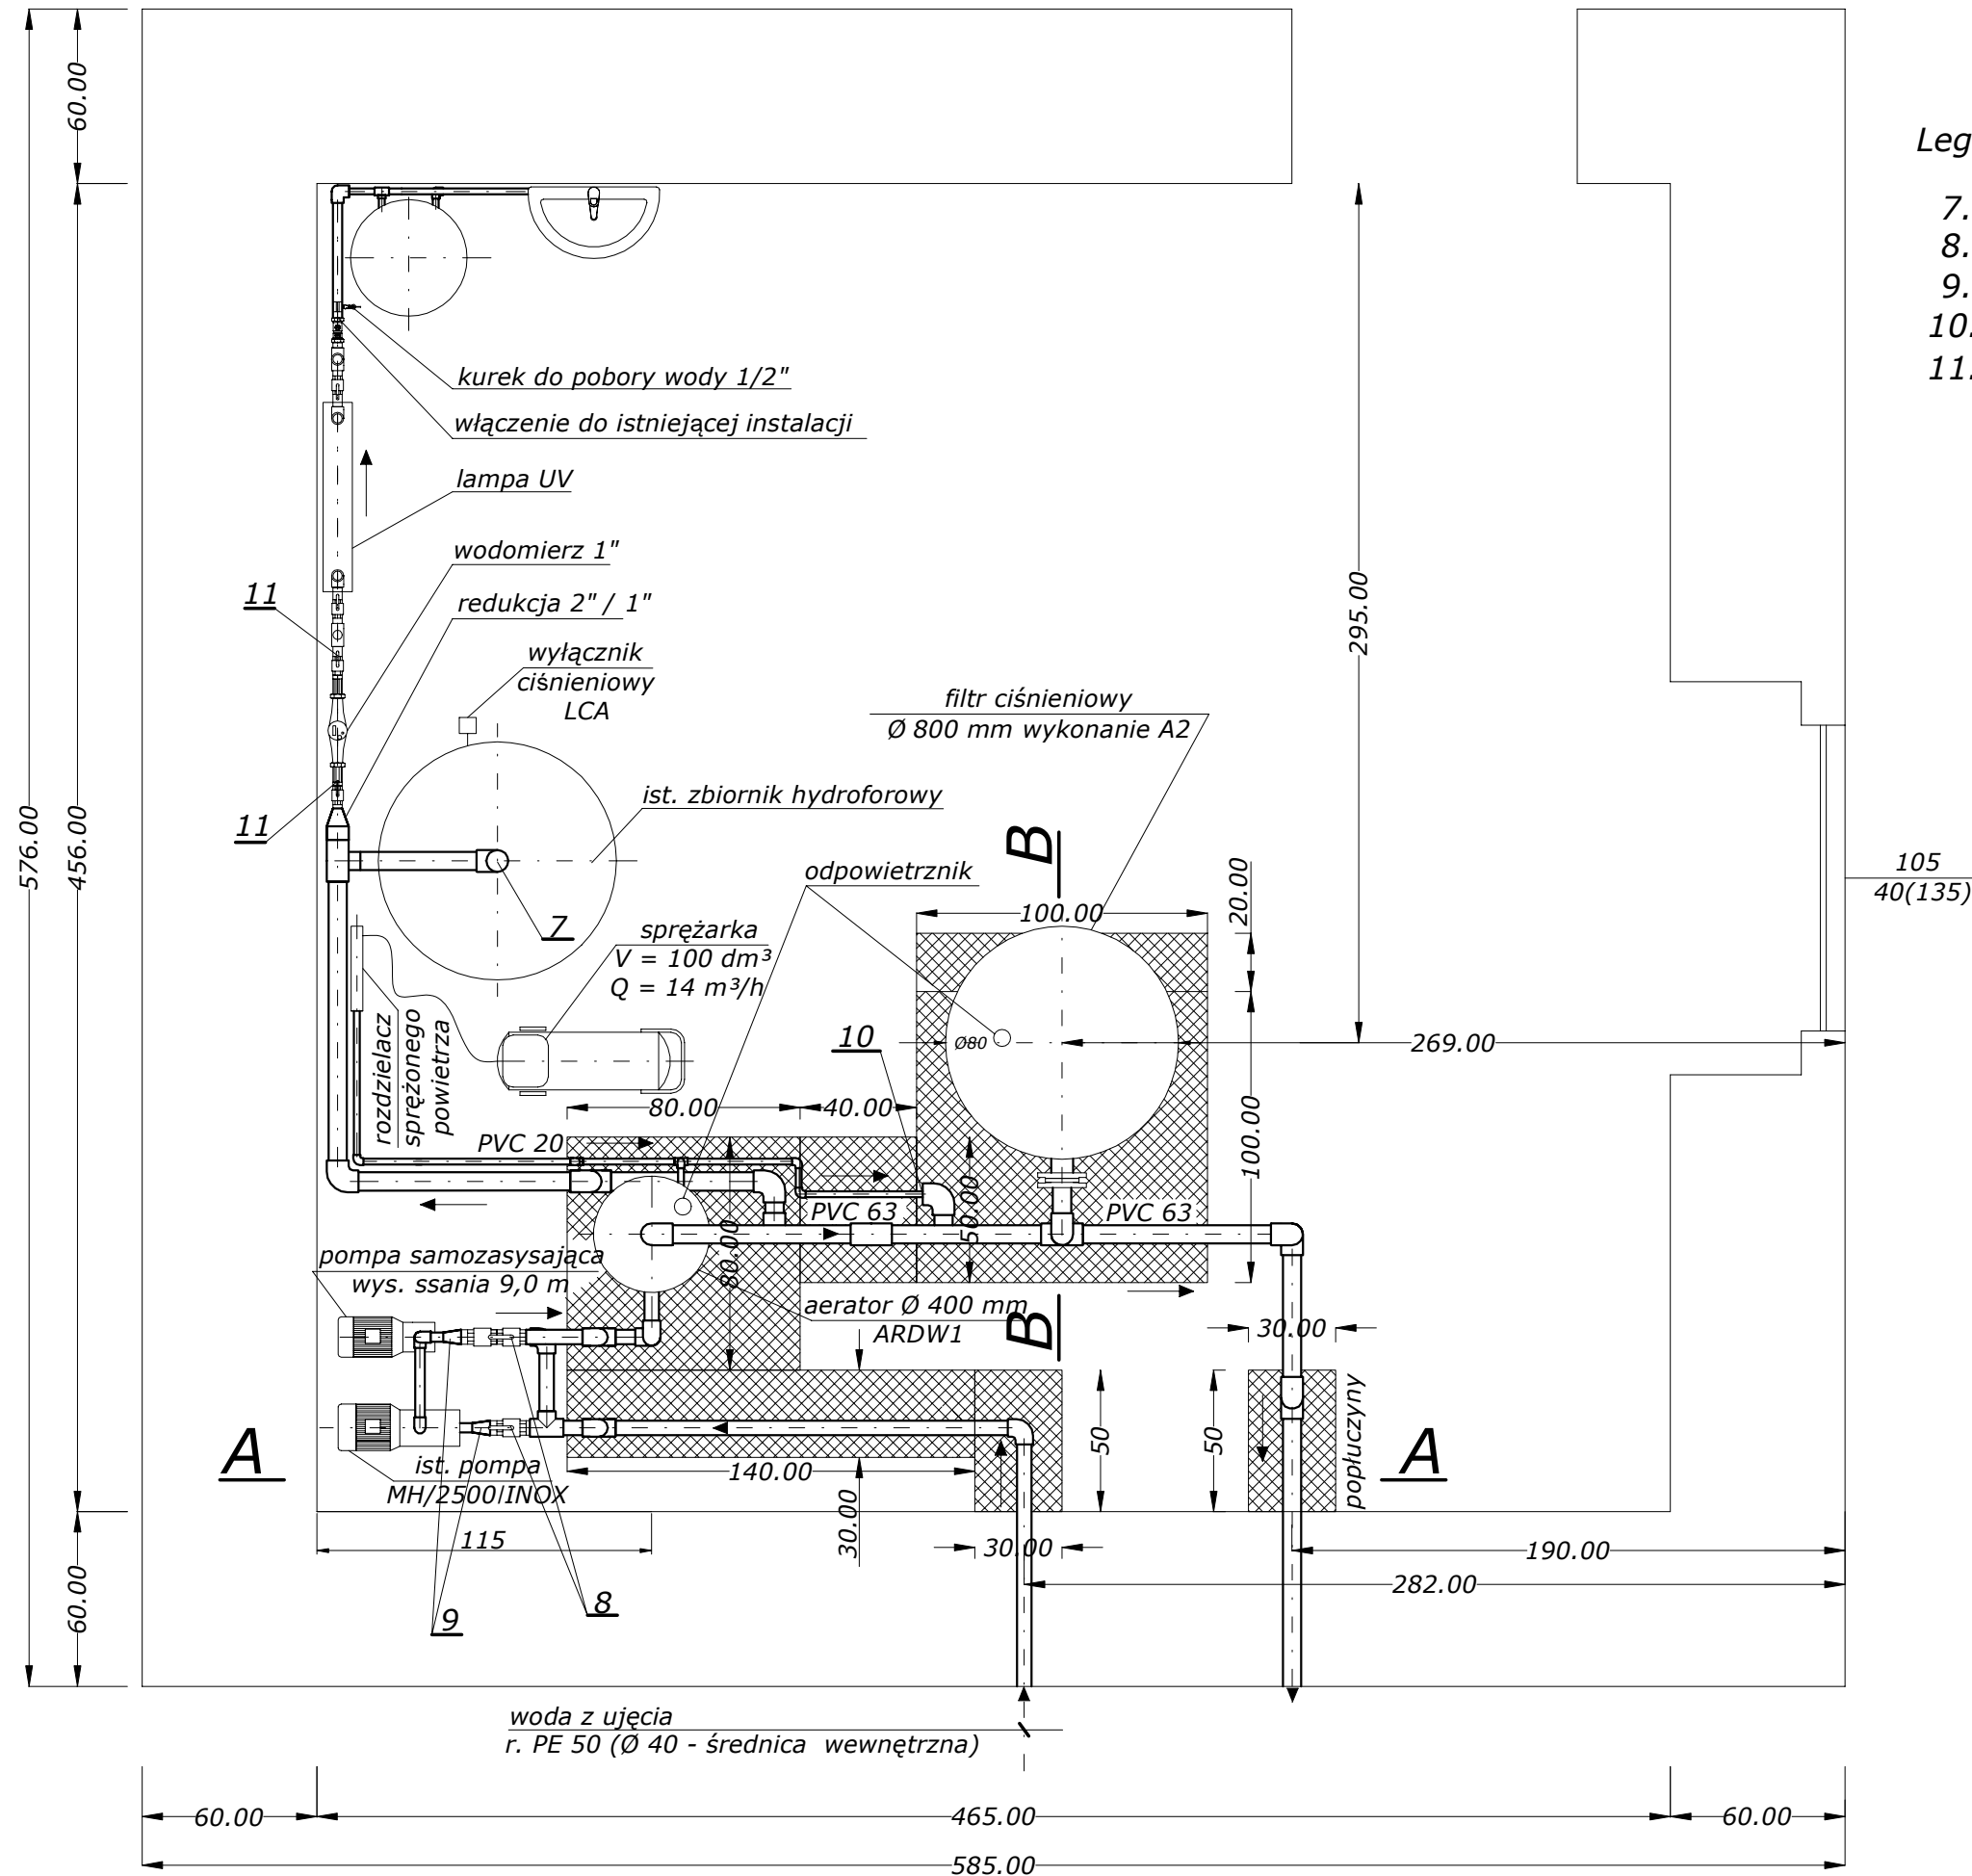 60.00
Leg
7.
8.
9.
10.
11.
kurek do pobory wody 1/2"
włączenie do istniejącej instalacji
lampa UV
wodomierz 1"
11
redukcja 2" / 1"
wyłącznik
ciśnieniowy
LCA
295.00
filtr ciśnieniowy
Ø 800 mm wykonanie A2
ist. zbiornik hydroforowy
11
576.00
456.00
B
odpowietrznik
105
40(135)
20.00
100.00
7
sprężarka
V = 100 dm³
Q = 14 m³/h
rozdzielacz
sprężonego
powietrza
10
Ø80
269.00
80.00
40.00
100.00
PVC 20
50.00
PVC 63
PVC 63
80.00
pompa samozasysająca
wys. ssania 9,0 m
aerator Ø 400 mm
ARDW1
B
30.00
popłuczyny
50
50
A
A
ist. pompa
MH/2500/INOX
140.00
30.00
115
30.00
190.00
282.00
60.00
9
8
woda z ujęcia
r. PE 50 (Ø 40 - średnica wewnętrzna)
60.00
465.00
60.00
585.00